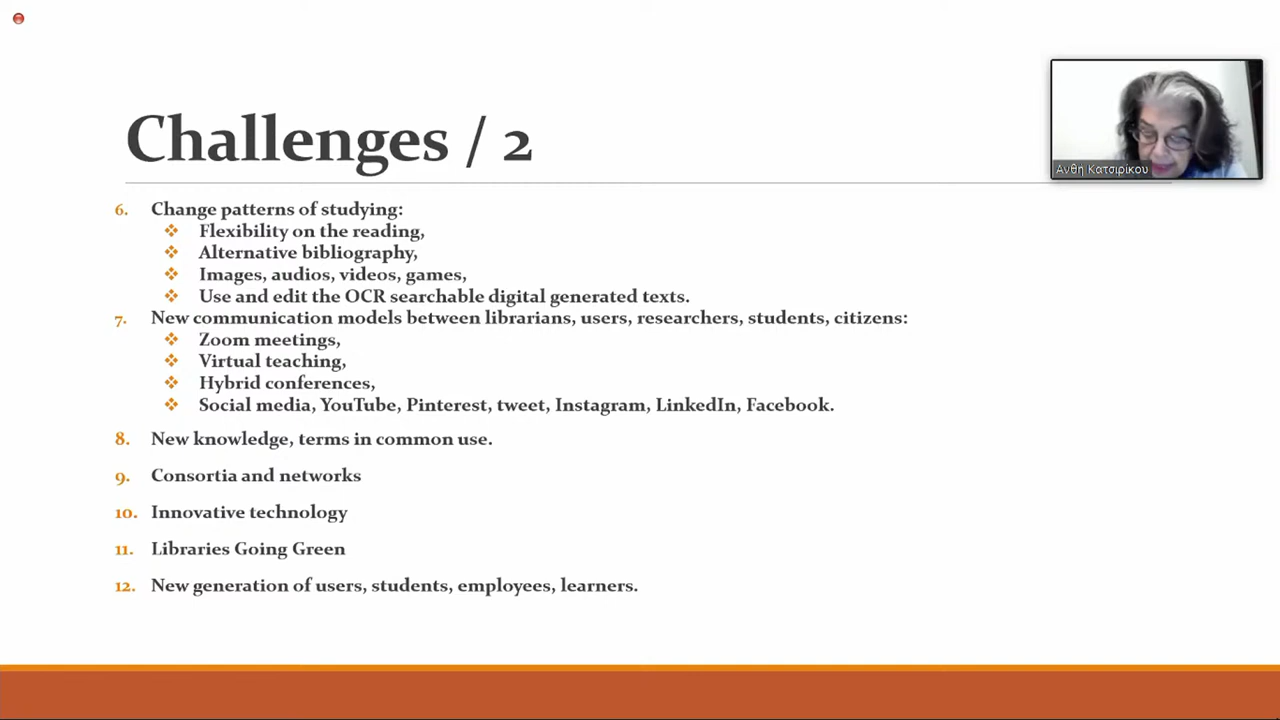 Challenges / 2
Ανθή Κατσιρίκου
6. Change patterns of studying:
❖ Flexibility on the reading,
❖ Alternative bibliography,
❖ Images, audios, videos, games,
❖ Use and edit the OCR searchable digital generated texts.
7. New communication models between librarians, users, researchers, students, citizens:
❖ Zoom meetings,
❖ Virtual teaching,
❖ Hybrid conferences,
❖ Social media, YouTube, Pinterest, tweet, Instagram, LinkedIn, Facebook.
8. New knowledge, terms in common use.
9. Consortia and networks
10. Innovative technology
11. Libraries Going Green
12. New generation of users, students, employees, learners.